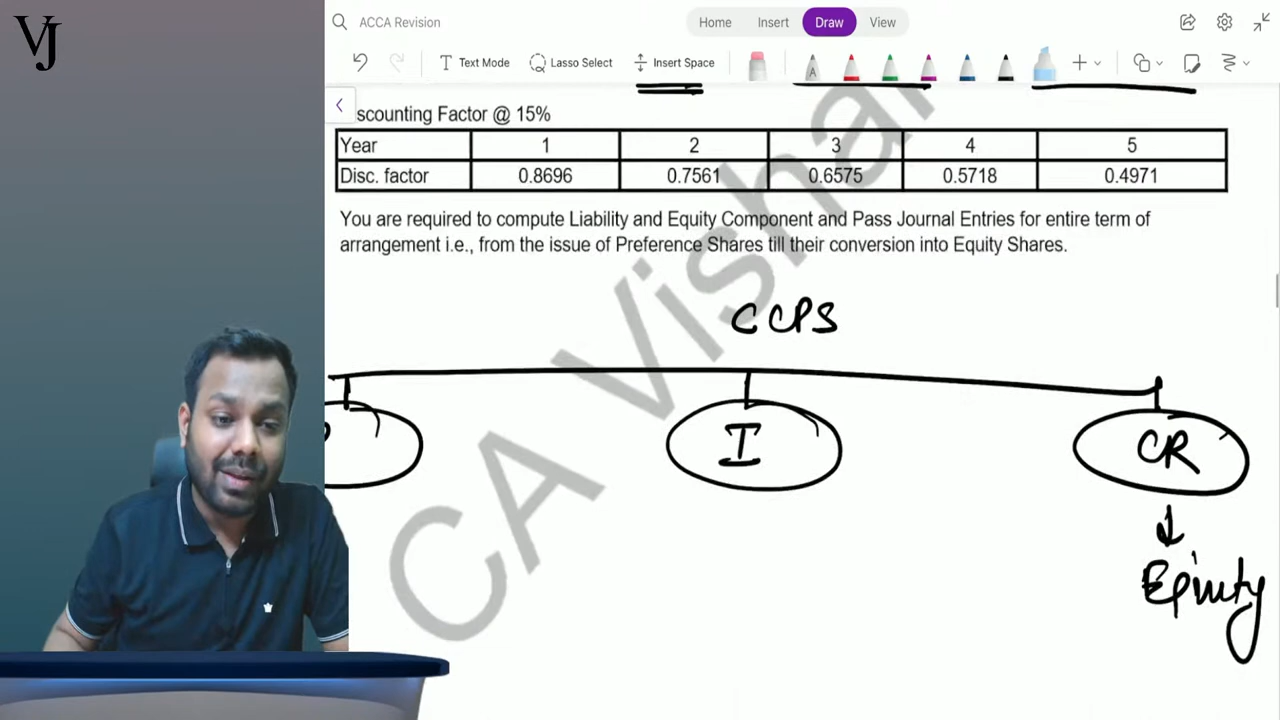 VJ
ACCA Revision
Home Insert Draw View
Text Mode Lasso Select Insert Space
scounting Factor @ 15%
Year 1 2 3 4 5
Disc. factor 0.8696 0.7561 0.6575 0.5718 0.4971
You are required to compute Liability and Equity Component and Pass Journal Entries for entire term of
arrangement i.e., from the issue of Preference Shares till their conversion into Equity Shares.
CCPS
I CR
Equity
CA Vishal